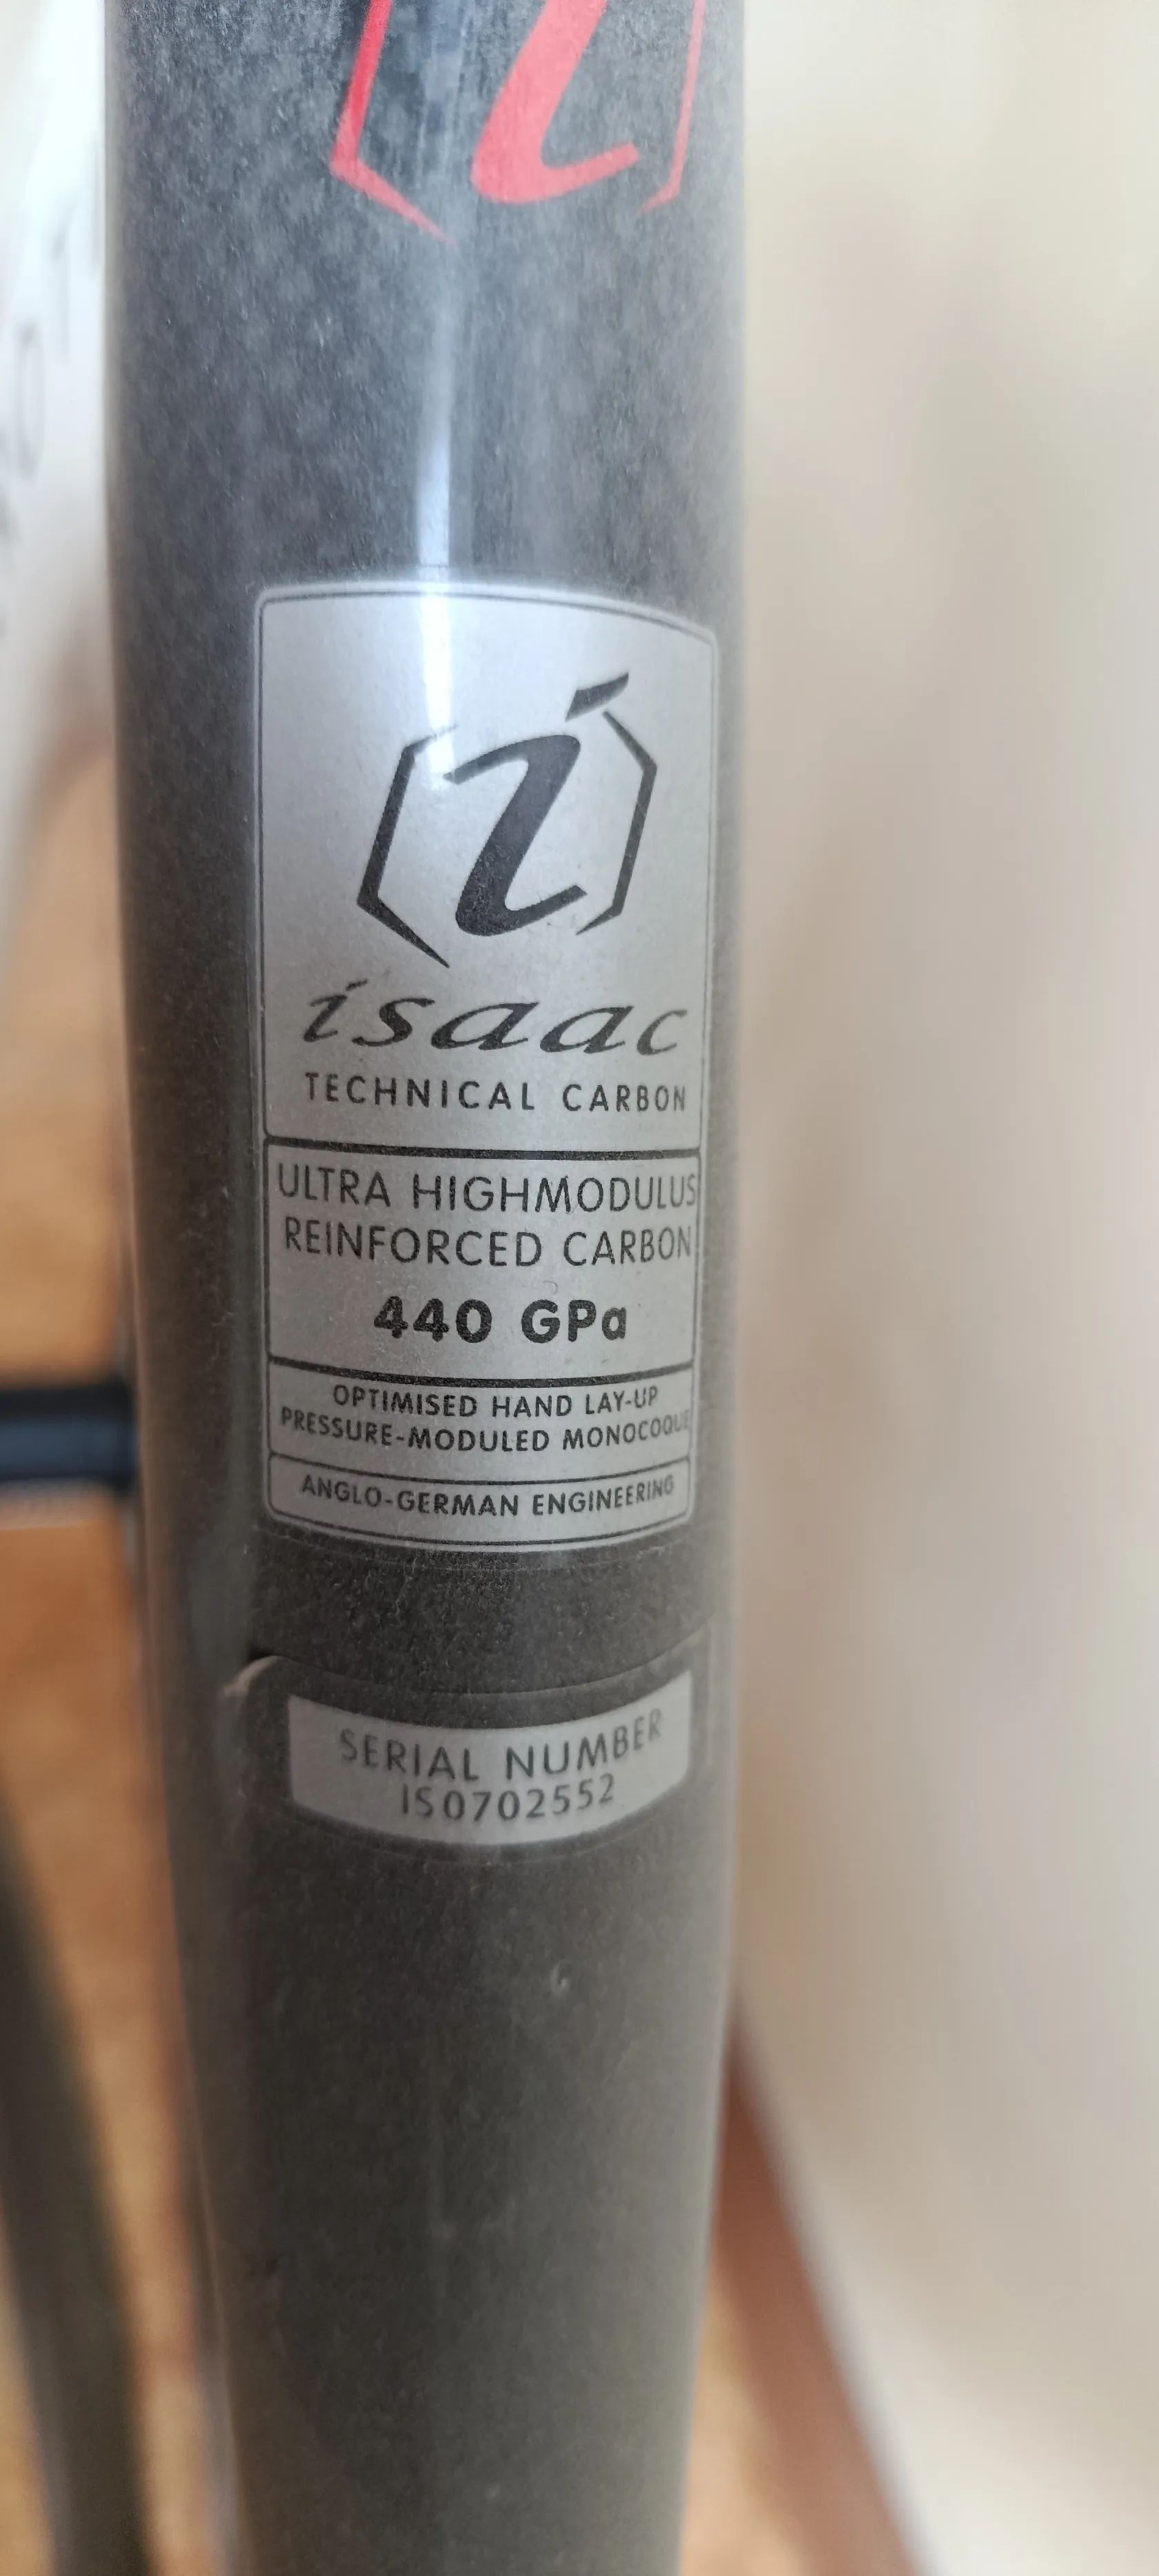 i
i
isaac
TECHNICAL CARBON
ULTRA HIGHMODULUS
REINFORCED CARBON
440 GPa
OPTIMISED HAND LAY-UP
PRESSURE-MODULED MONOCOQUE
ANGLO-GERMAN ENGINEERING
SERIAL NUMBER
IS0702552